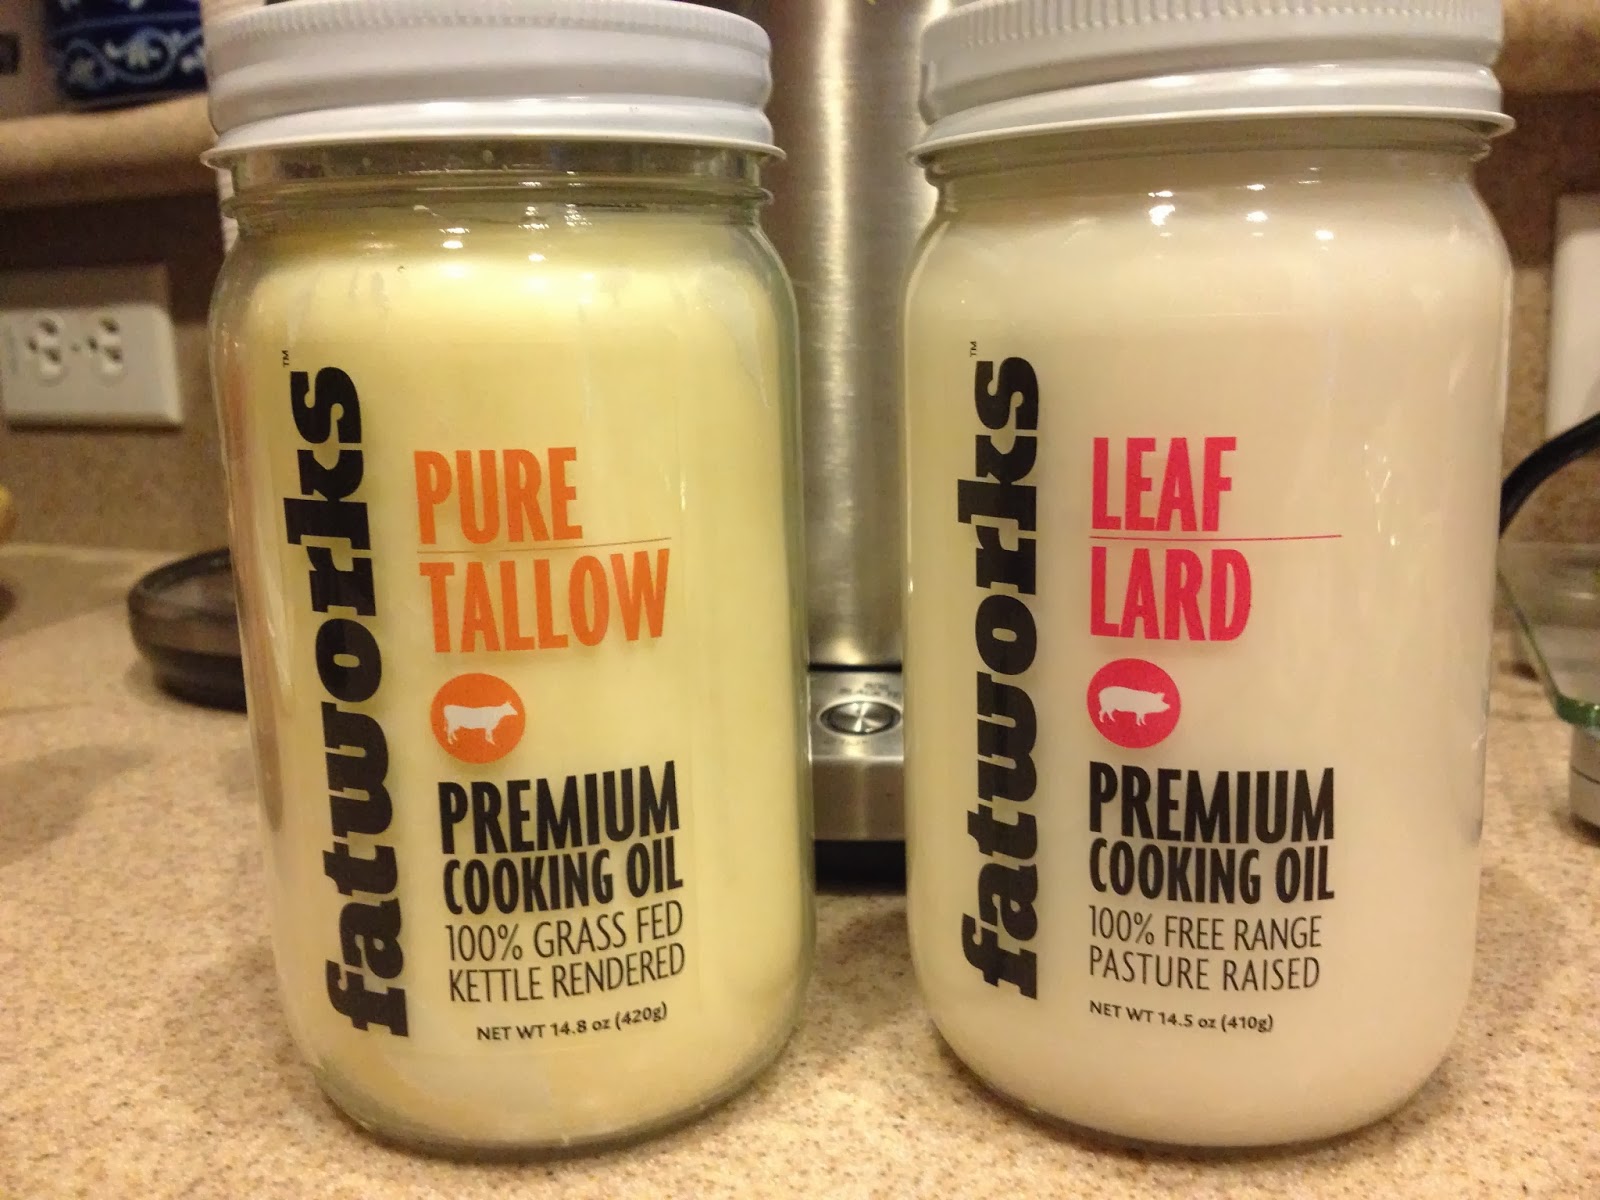 fatworks™
PURE
TALLOW
PREMIUM
COOKING OIL
100% GRASS FED
KETTLE RENDERED
NET WT 14.8 oz (420g)
fatworks™
LEAF
LARD
PREMIUM
COOKING OIL
100% FREE RANGE
PASTURE RAISED
NET WT 14.5 oz (410g)